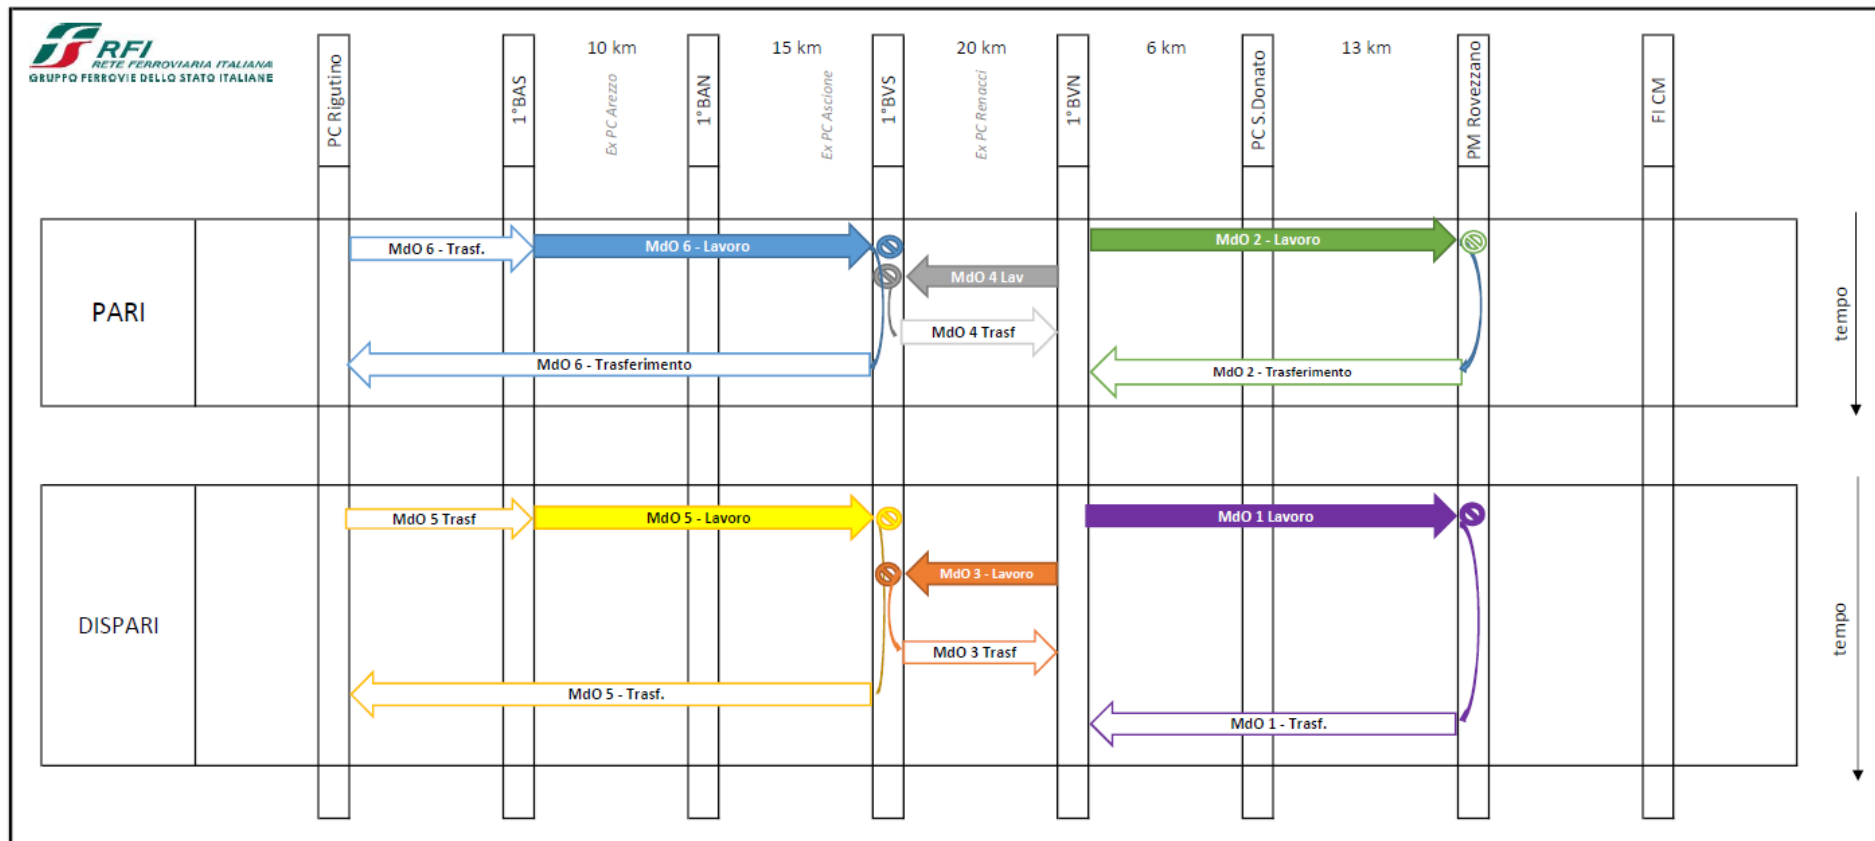 RFI
RETE FERROVIARIA ITALIANA
GRUPPO FERROVIE DELLO STATO ITALIANE
PC Rigutino
1°BAS
10 km
Ex PC Arezzo
1°BAN
15 km
Ex PC Ascione
1°BVS
20 km
Ex PC Renacci
1°BVN
6 km
PC S.Donato
13 km
PM Rovezzano
FI CM
PARI
MdO 6 - Trasf.
MdO 6 - Lavoro
MdO 2 - Lavoro
MdO 4 Lav
MdO 4 Trasf
MdO 6 - Trasferimento
MdO 2 - Trasferimento
tempo
DISPARI
MdO 5 Trasf
MdO 5 - Lavoro
MdO 1 Lavoro
MdO 3 - Lavoro
MdO 3 Trasf
MdO 5 - Trasf.
MdO 1 - Trasf.
tempo